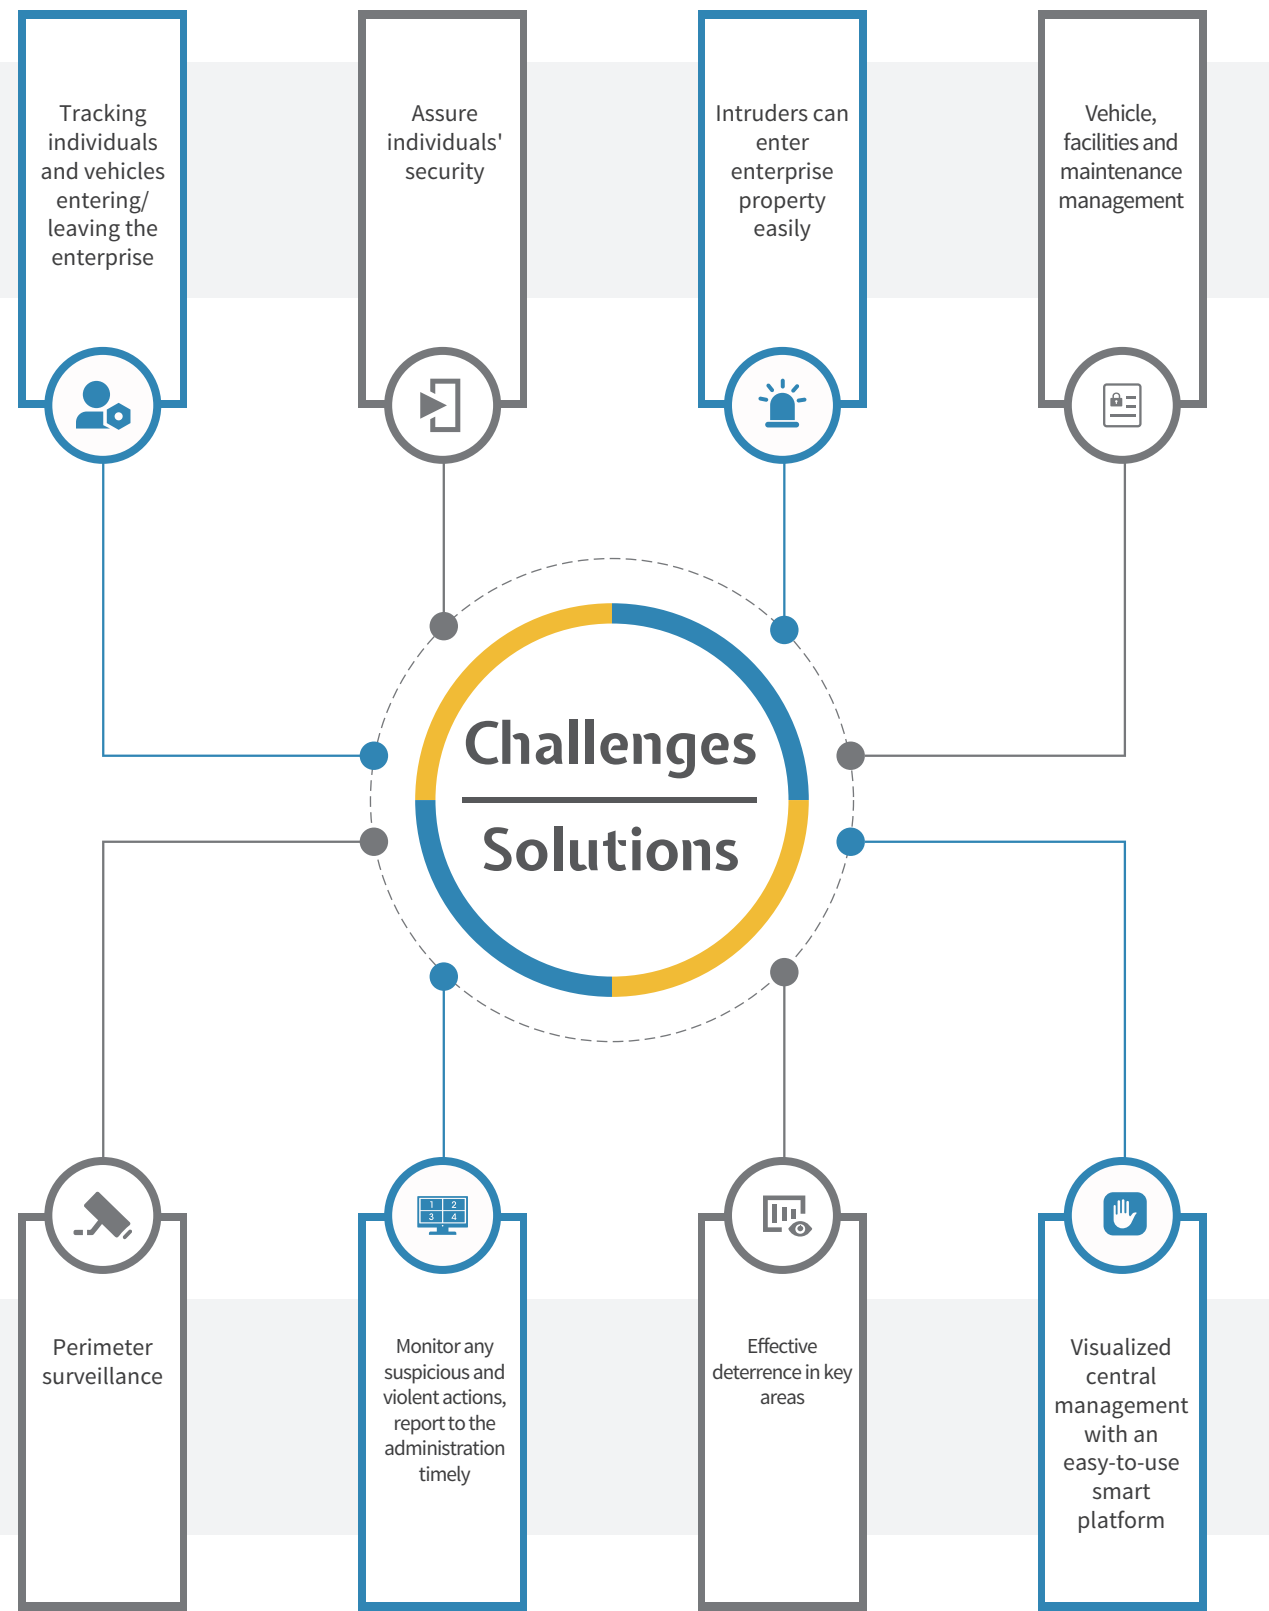 Tracking
individuals
and vehicles
entering/
leaving the
enterprise
Assure
individuals'
security
Intruders can
enter
enterprise
property
easily
Vehicle,
facilities and
maintenance
management
Challenges
Solutions
1 2
3 4
Perimeter
surveillance
Monitor any
suspicious and
violent actions,
report to the
administration
timely
Effective
deterrence in key
areas
Visualized
central
management
with an
easy-to-use
smart
platform